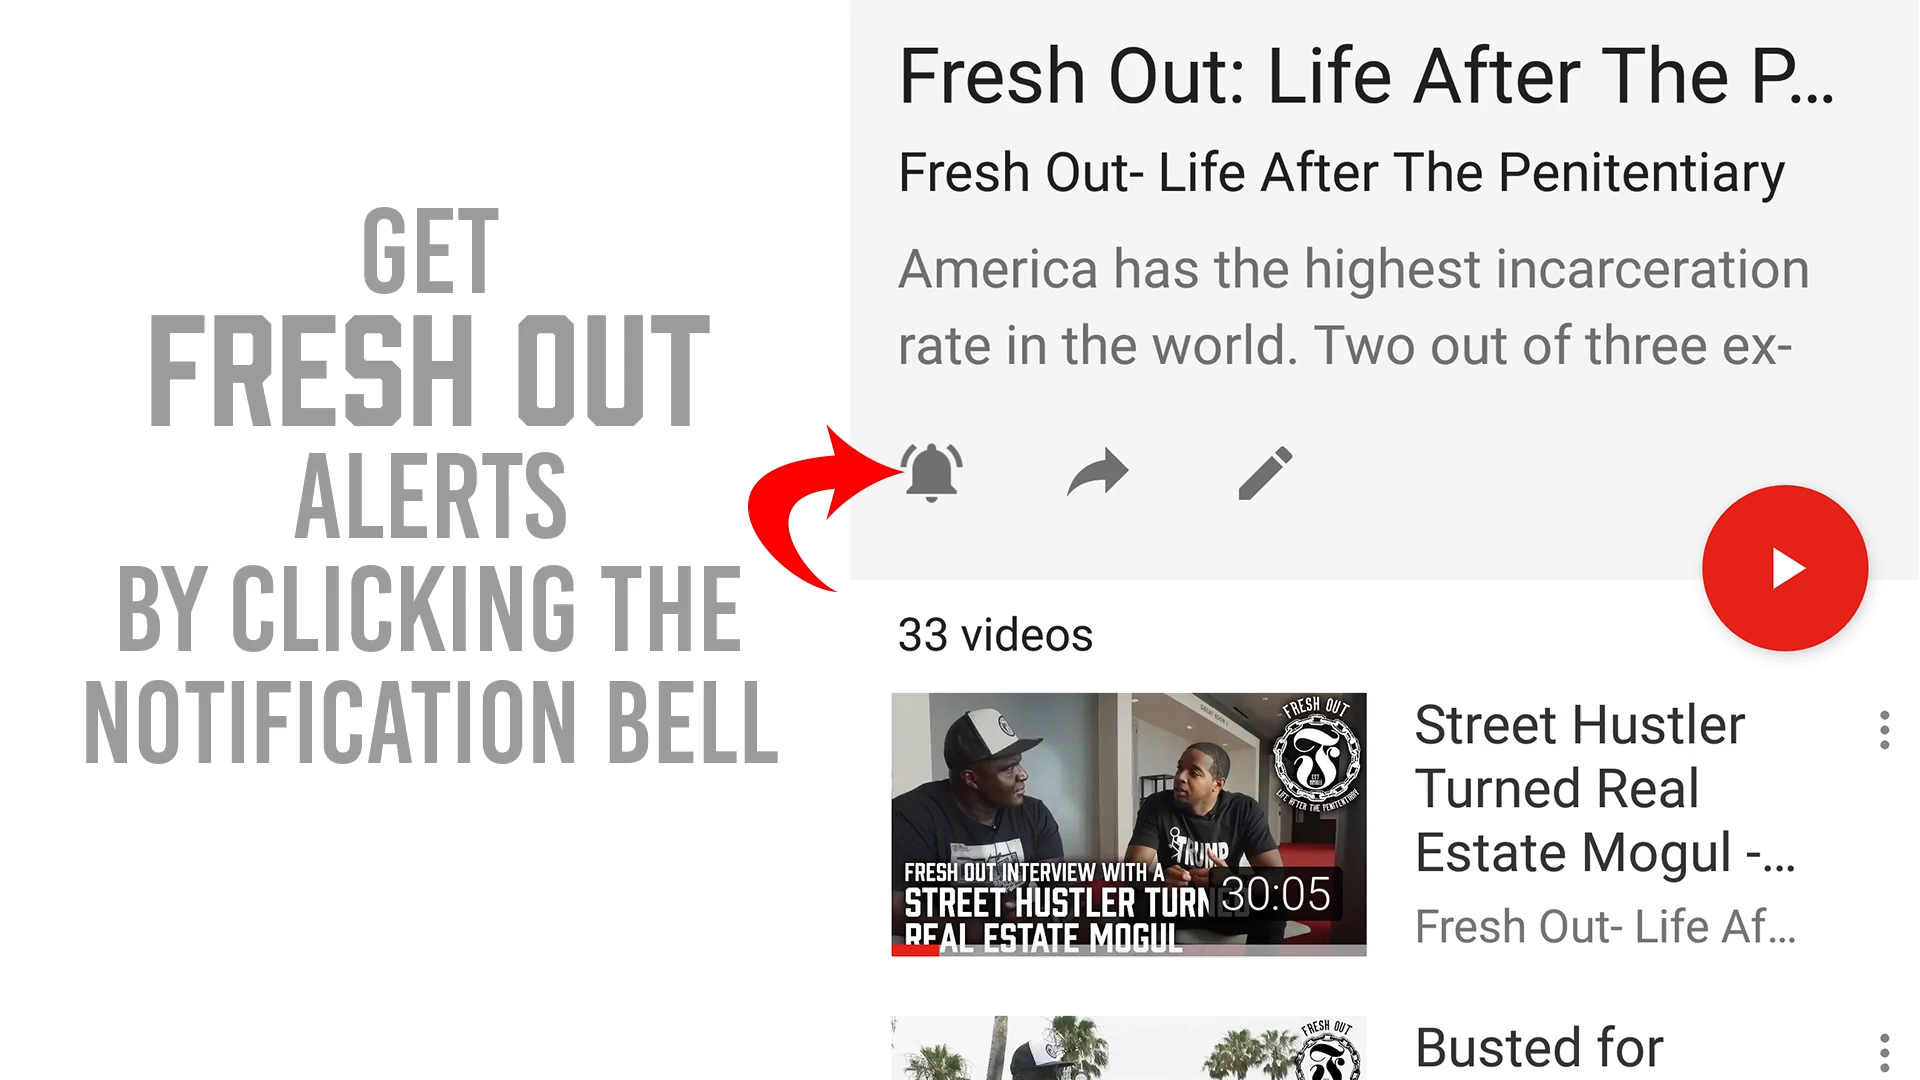 GET
FRESH OUT
ALERTS
BY CLICKING THE
NOTIFICATION BELL
Fresh Out: Life After The P...
Fresh Out- Life After The Penitentiary
America has the highest incarceration
rate in the world. Two out of three ex-
33 videos
FRESH OUT
EST
LIFE AFTER THE PENITENTIARY
TRUMP
FRESH OUT INTERVIEW WITH A
STREET HUSTLER TURNED
REAL ESTATE MOGUL
30:05
Street Hustler
Turned Real
Estate Mogul -...
Fresh Out- Life Af...
FRESH OUT
Busted for